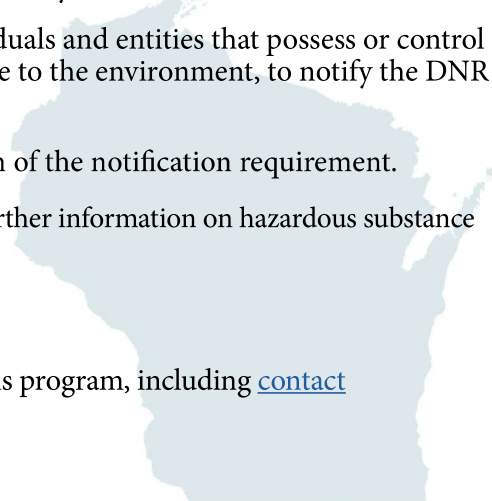 duals and entities that possess or control
e to the environment, to notify the DNR
n of the notification requirement.
rther information on hazardous substance
s program, including contact